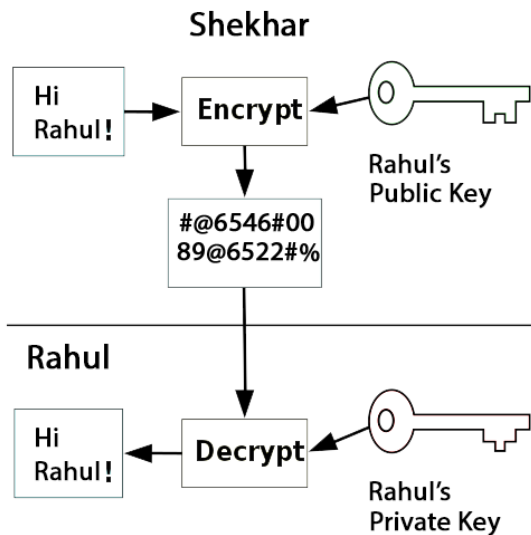 Shekhar
Hi
Rahul!
Encrypt
Rahul's
Public Key
#@6546#00
89@6522#%
Rahul
Hi
Rahul!
Decrypt
Rahul's
Private Key